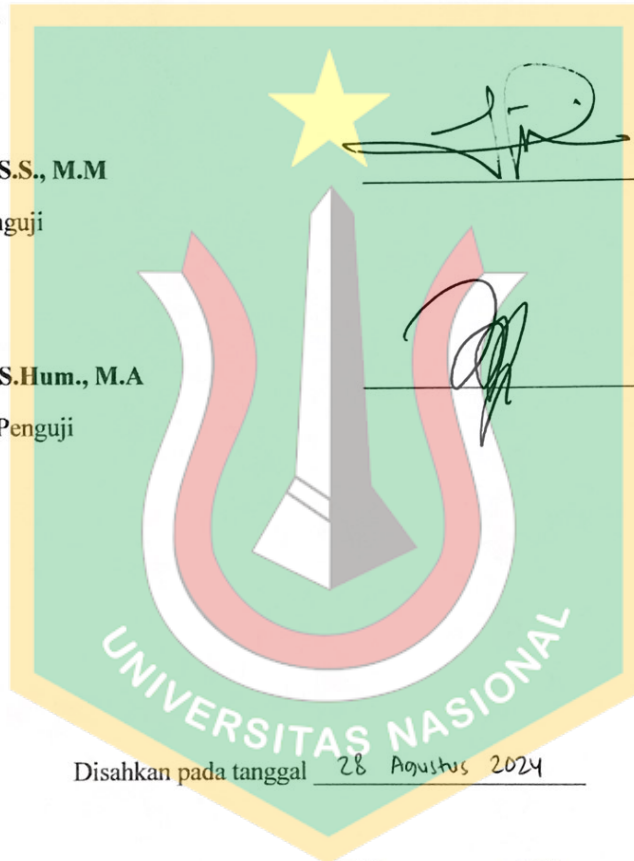 S.S., M.M
nguji
S.Hum., M.A
Penguji
UNIVERSITAS NASIONAL
Disahkan pada tanggal 28 Agustus 2024